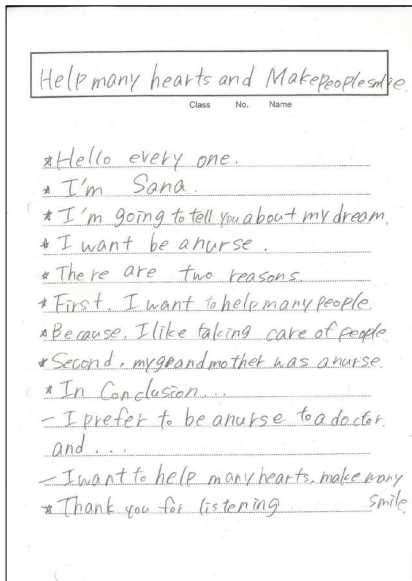 Help many hearts and Make people smile.
Class No. Name
* Hello every one.
* I'm Sana.
* I'm going to tell you about my dream.
* I want be a nurse.
* There are two reasons
* First, I want to help many people.
* Because, I like taking care of people
* Second, my grandmother was a nurse.
* In Conclusion...
- I prefer to be a nurse to a doctor.
and ...
- I want to help many hearts, make many
smile.
* Thank you for listening